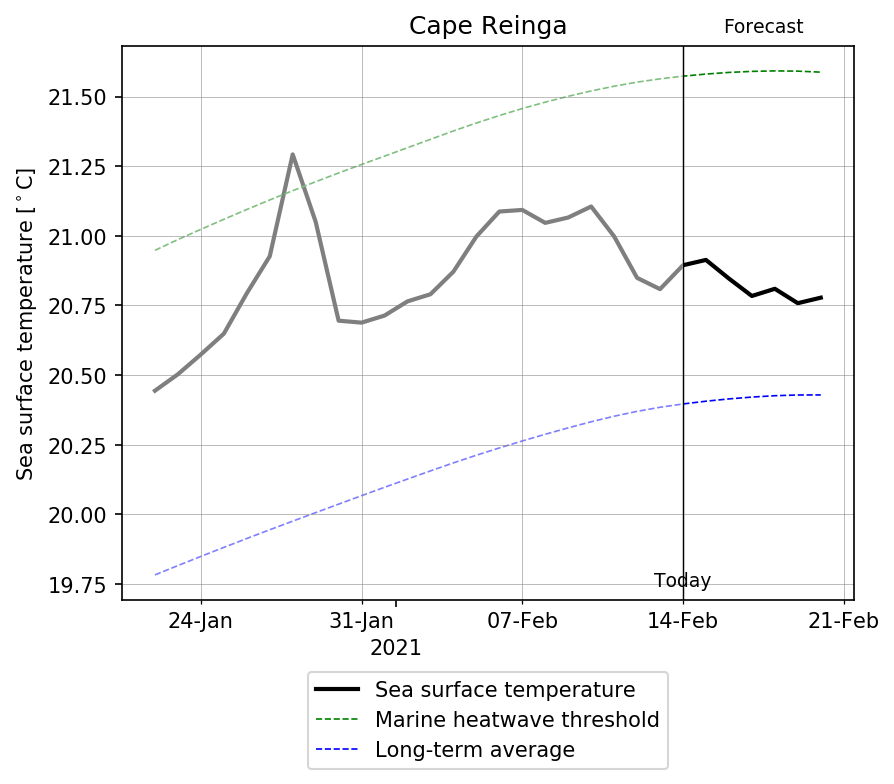 Cape Reinga
Forecast
Sea surface temperature [°C]
21.50
21.25
21.00
20.75
20.50
20.25
20.00
19.75
Today
24-Jan 31-Jan 07-Feb 14-Feb 21-Feb
2021
Sea surface temperature
Marine heatwave threshold
Long-term average